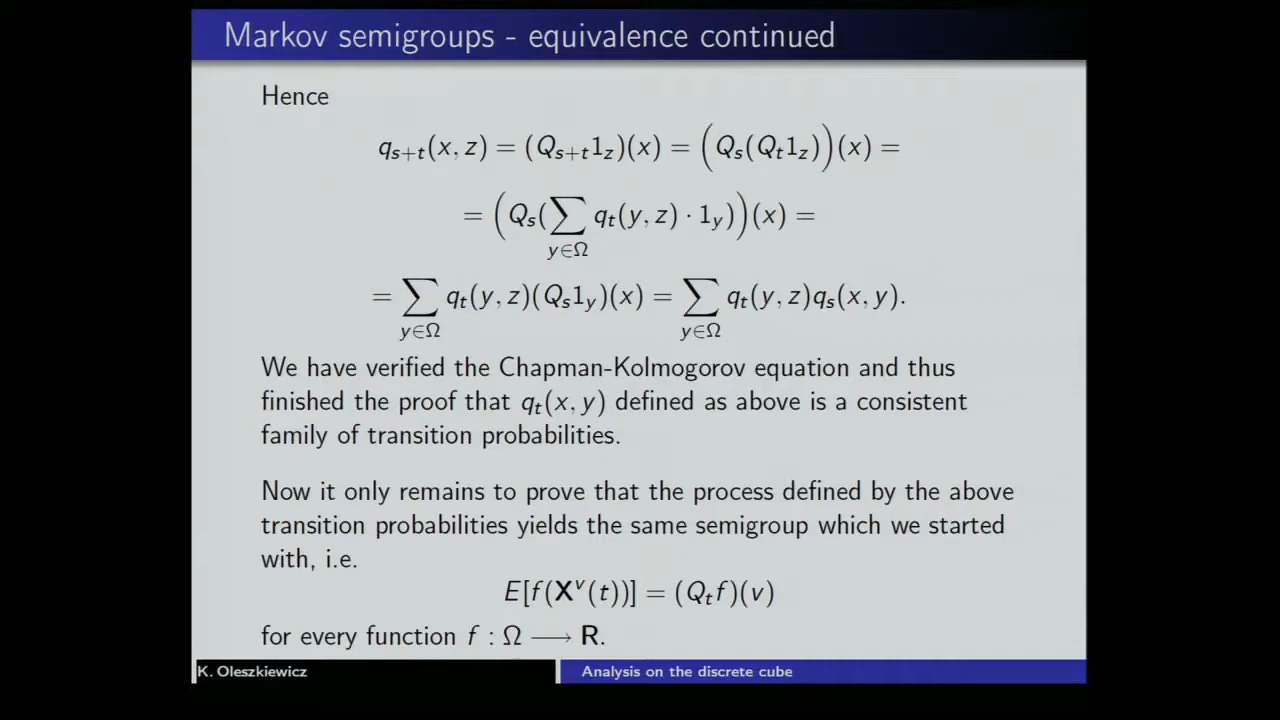 Markov semigroups - equivalence continued
Hence
q_{s+t}(x, z) = (Q_{s+t}1_z)(x) = (Q_s(Q_t1_z))(x) =
= (Q_s(∑_{y∈Ω} q_t(y, z) · 1_y))(x) =
= ∑_{y∈Ω} q_t(y, z)(Q_s1_y)(x) = ∑_{y∈Ω} q_t(y, z)q_s(x, y).
We have verified the Chapman-Kolmogorov equation and thus
finished the proof that q_t(x, y) defined as above is a consistent
family of transition probabilities.
Now it only remains to prove that the process defined by the above
transition probabilities yields the same semigroup which we started
with, i.e.
E[f(X^v(t))] = (Q_tf)(v)
for every function f : Ω ⟶ R.
K. Oleszkiewicz
Analysis on the discrete cube